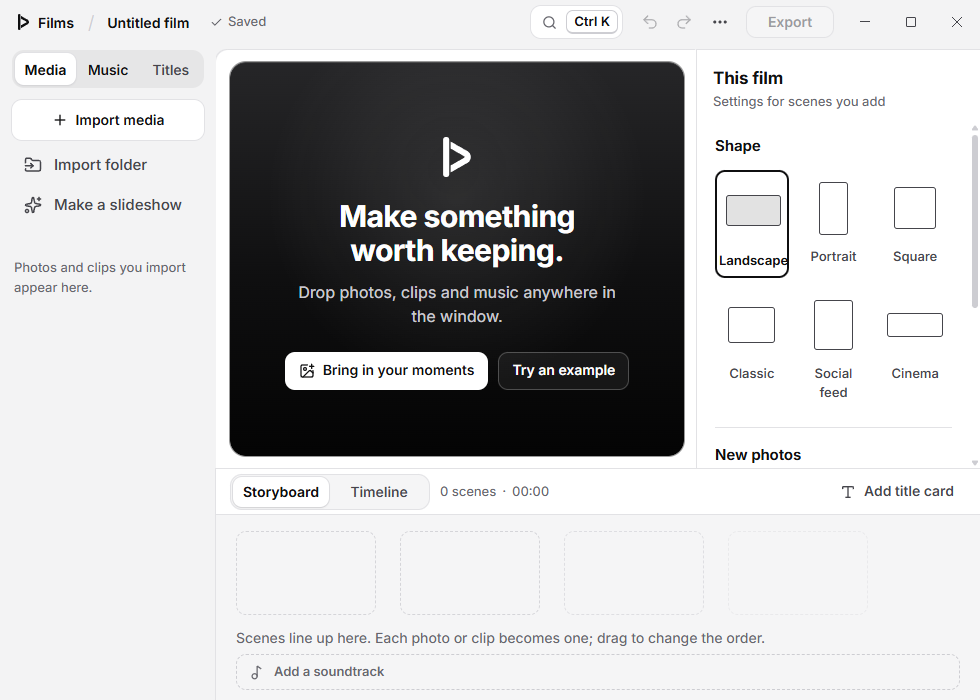 Films / Untitled film Saved
Ctrl K
Export
Media Music Titles
Import media
Import folder
Make a slideshow
Photos and clips you import
appear here.
Make something
worth keeping.
Drop photos, clips and music anywhere in
the window.
Bring in your moments
Try an example
This film
Settings for scenes you add
Shape
Landscape Portrait Square
Classic Social
feed Cinema
New photos
Storyboard Timeline 0 scenes · 00:00
Add title card
Scenes line up here. Each photo or clip becomes one; drag to change the order.
Add a soundtrack